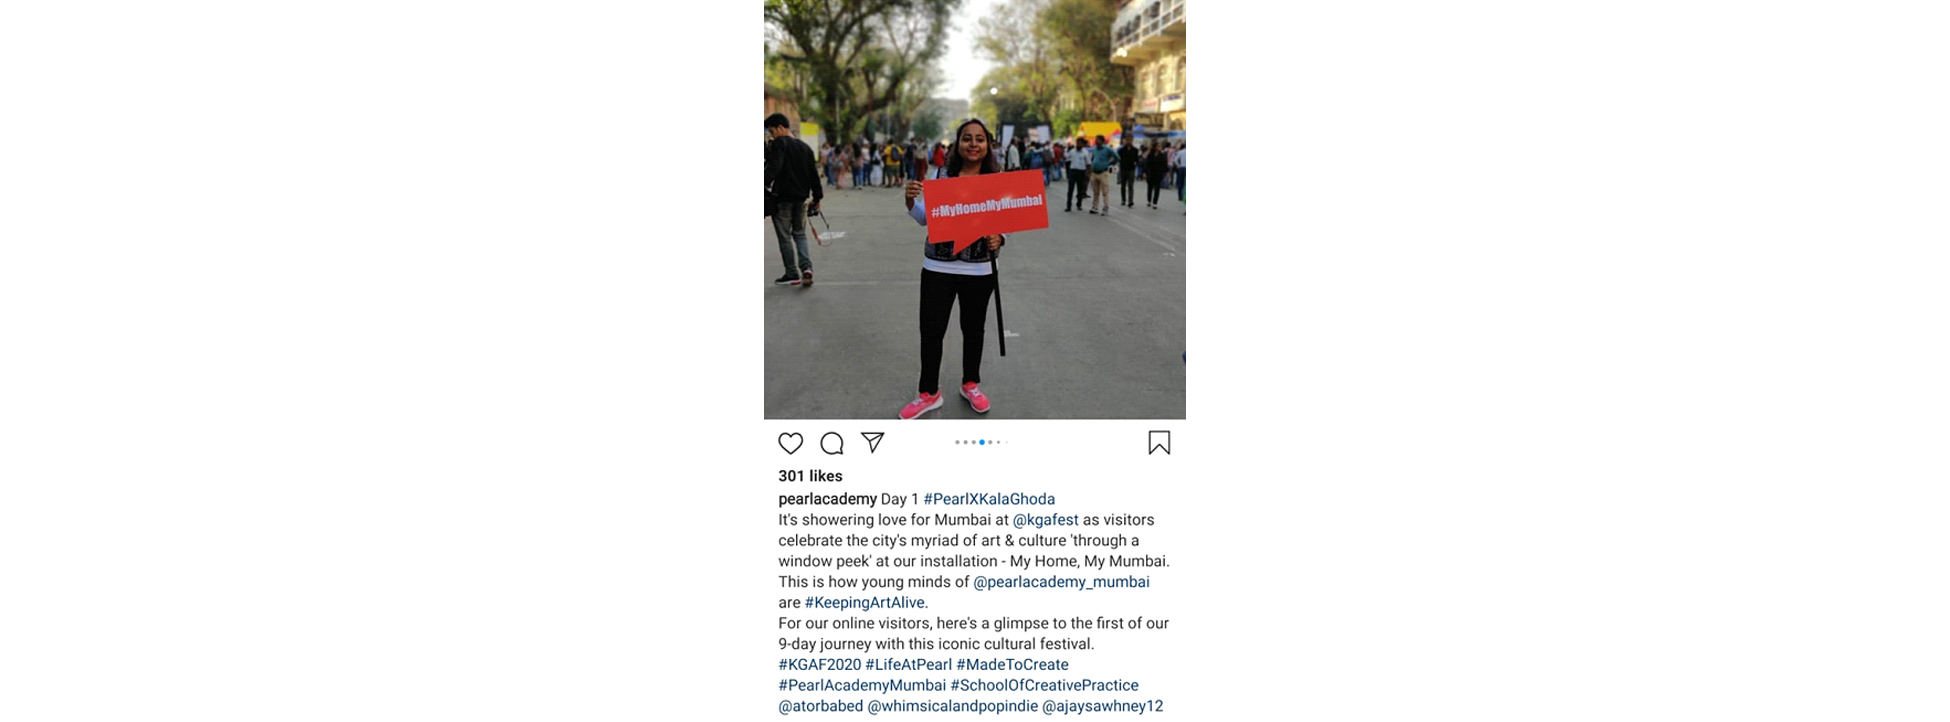 #MyHomeMyMumbai
301 likes
pearlacademy Day 1 #PearlXKalaGhoda
It's showering love for Mumbai at @kgafest as visitors
celebrate the city's myriad of art & culture 'through a
window peek' at our installation - My Home, My Mumbai.
This is how young minds of @pearlacademy_mumbai
are #KeepingArtAlive.
For our online visitors, here's a glimpse to the first of our
9-day journey with this iconic cultural festival.
#KGAF2020 #LifeAtPearl #MadeToCreate
#PearlAcademyMumbai #SchoolOfCreativePractice
@atorbabed @whimsicalandpopindie @ajaysawhney12